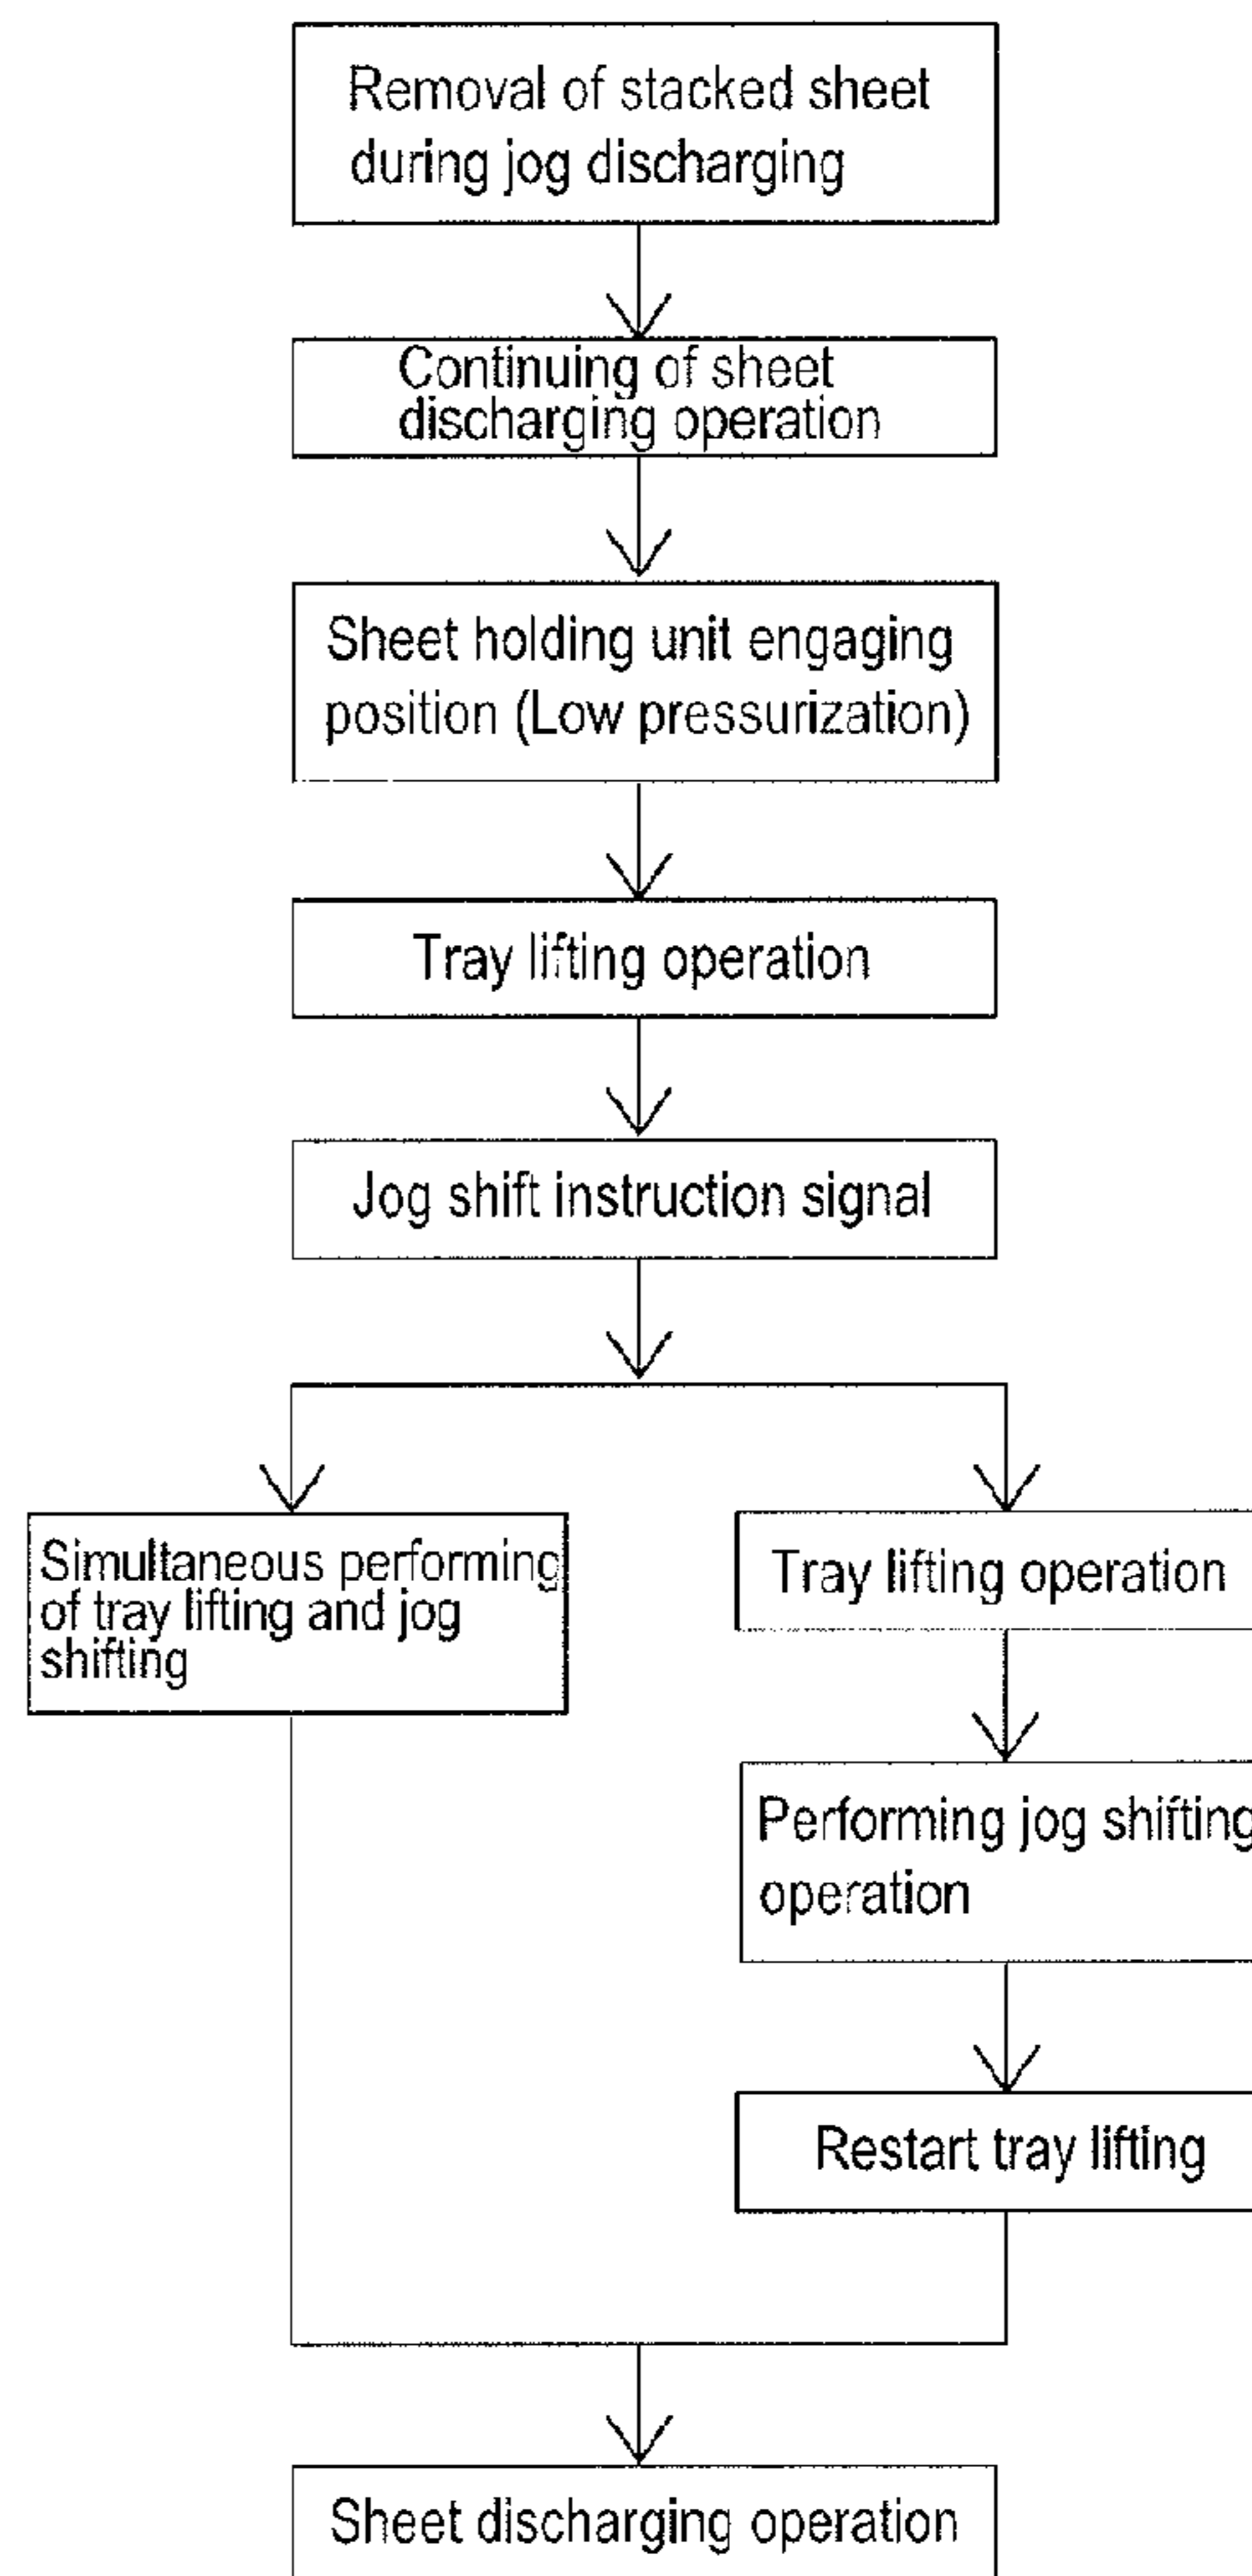 Removal of stacked sheet
during jog discharging
Continuing of sheet
discharging operation
Sheet holding unit engaging
position (Low pressurization)
Tray lifting operation
Jog shift instruction signal
Simultaneous performing
of tray lifting and jog
shifting
Tray lifting operation
Performing jog shifting
operation
Restart tray lifting
Sheet discharging operation